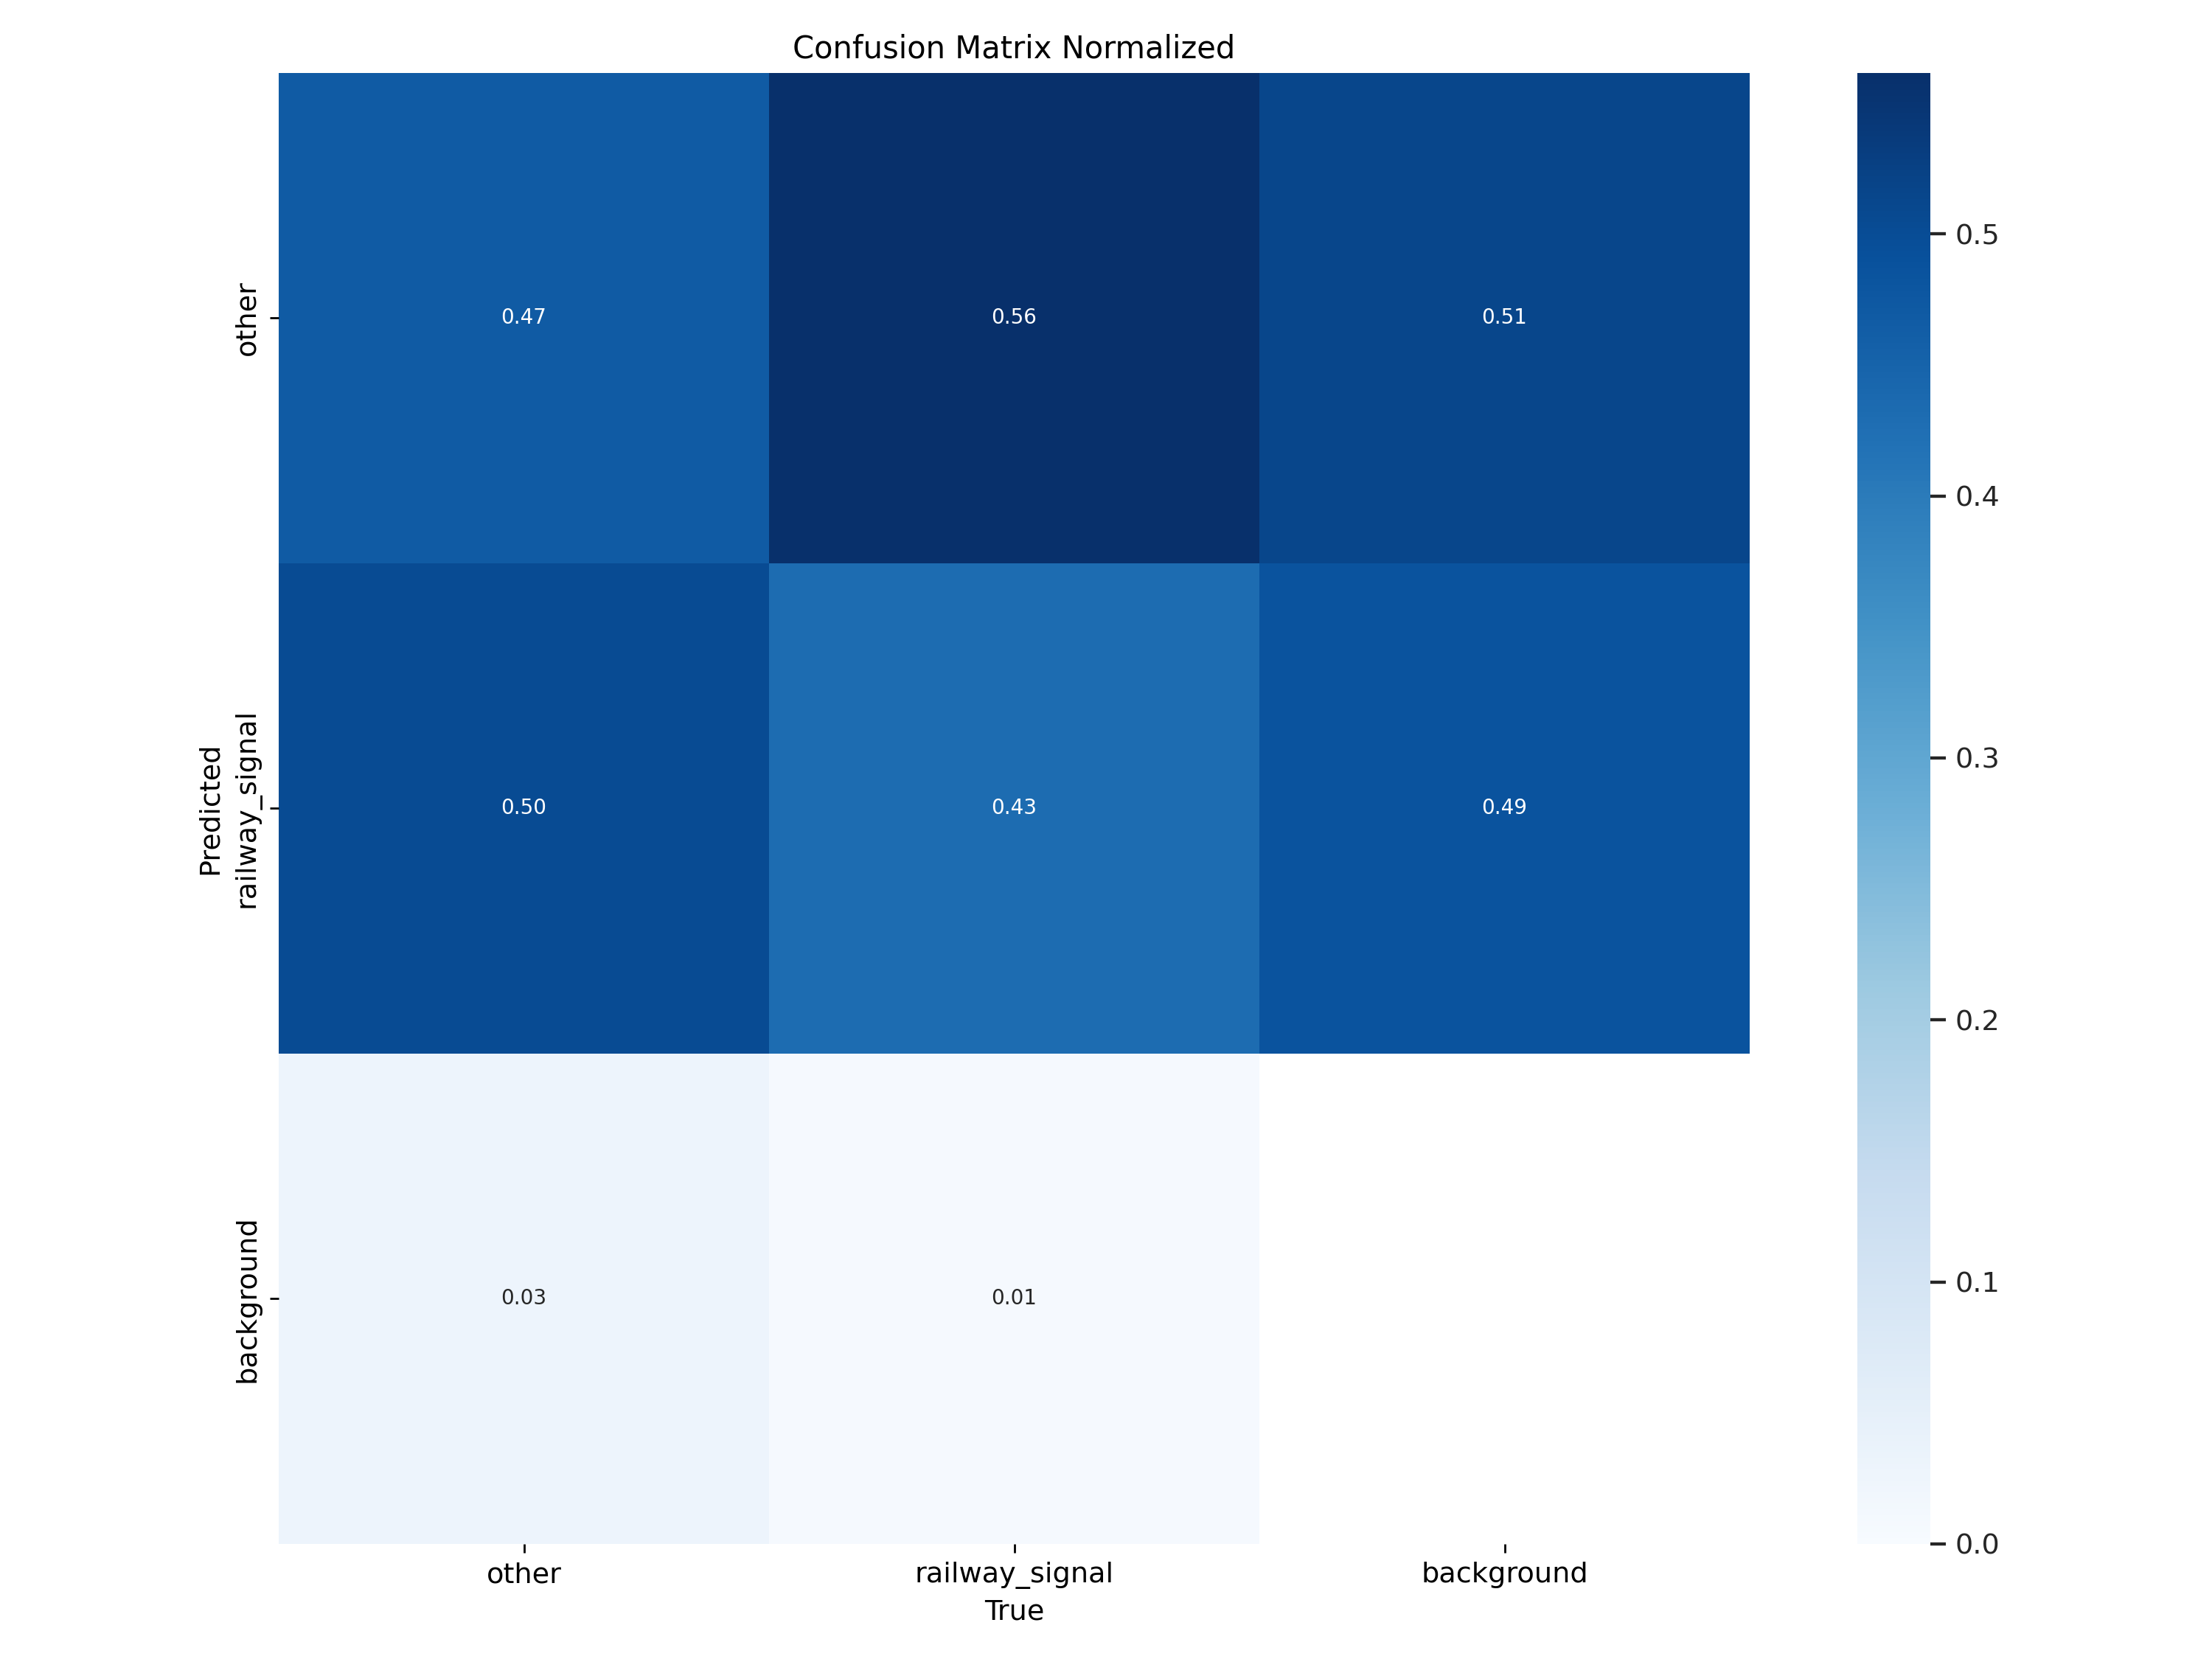 Confusion Matrix Normalized
other
0.47
0.56
0.51
0.5
0.4
Predicted
railway_signal
0.50
0.43
0.49
0.3
0.2
background
0.03
0.01
0.1
0.0
other
railway_signal
background
True